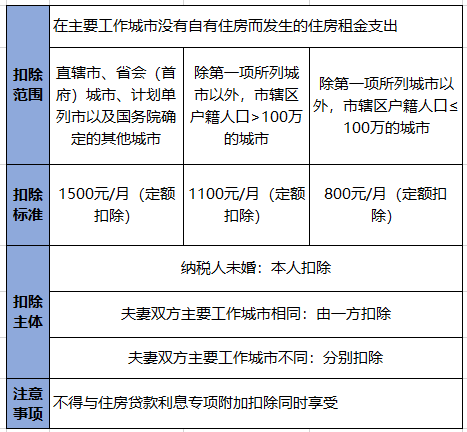 扣除
范围
在主要工作城市没有自有住房而发生的住房租金支出
直辖市、省会（首
府）城市、计划单
列市以及国务院确
定的其他城市
除第一项所列城
市以外，市辖区
户籍人口>100万
的城市
除第一项所列城市以
外，市辖区户籍人口≤
100万的城市
扣除
标准
1500元/月（定额
扣除）
1100元/月（定额
扣除）
800元/月（定额扣
除）
扣除
主体
纳税人未婚：本人扣除
夫妻双方主要工作城市相同：由一方扣除
夫妻双方主要工作城市不同：分别扣除
注意
事项
不得与住房贷款利息专项附加扣除同时享受